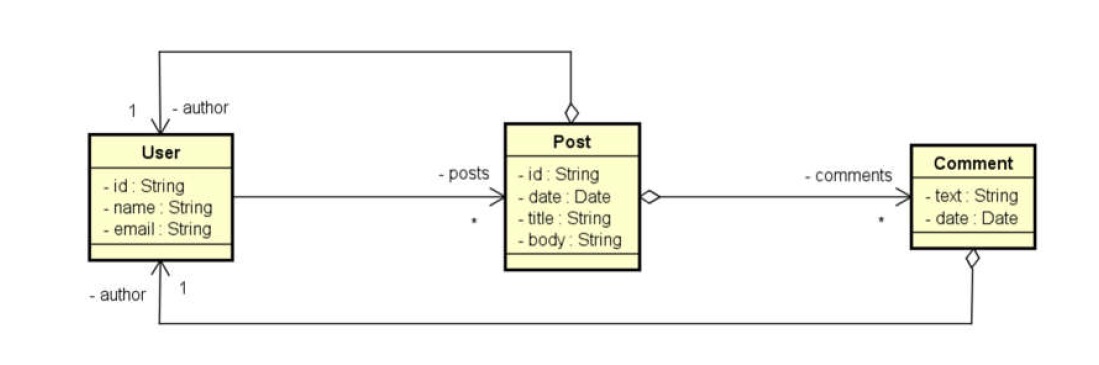 1
- author
User
- id : String
- name : String
- email : String
- posts
*
Post
- id : String
- date : Date
- title : String
- body : String
- comments
*
Comment
- text : String
- date : Date
- author
1